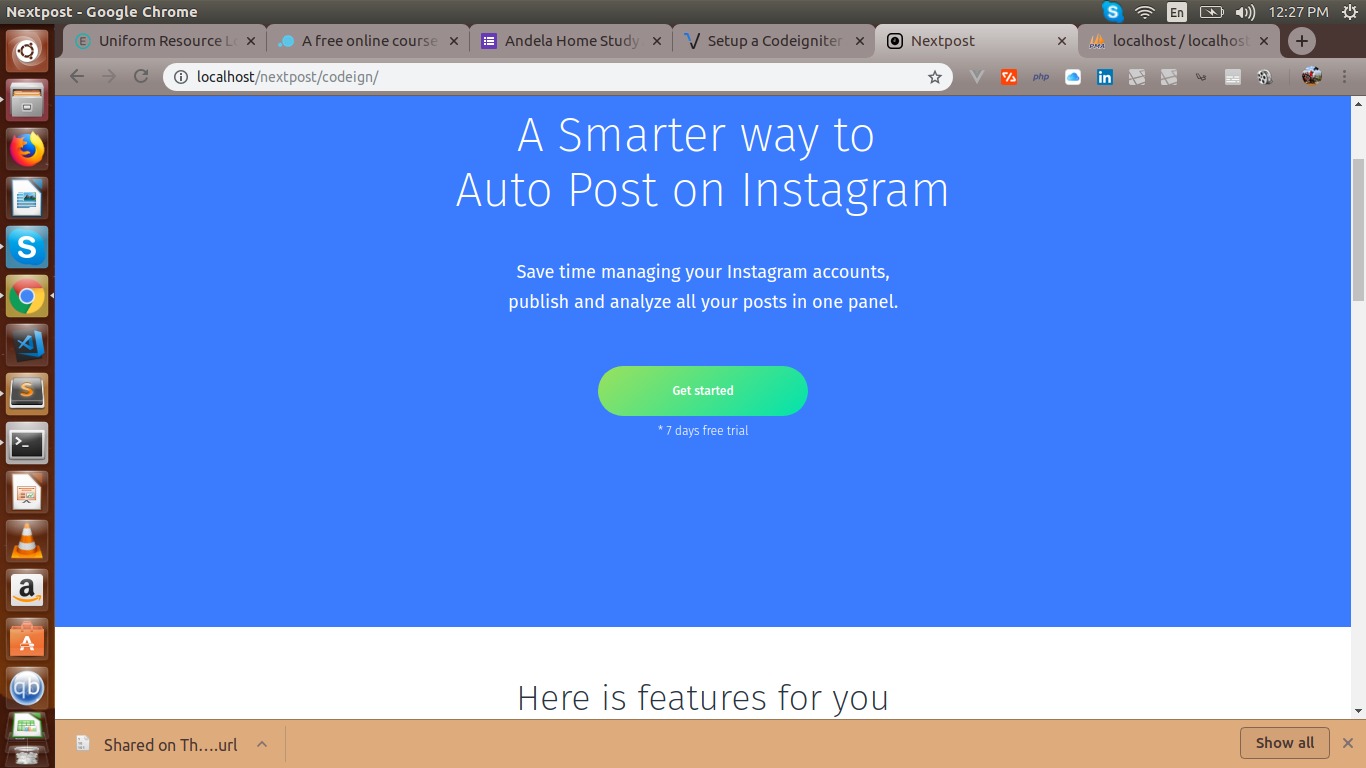 Nextpost - Google Chrome
En
12:27 PM
Uniform Resource Lo
A free online course
Andela Home Study
Setup a Codeigniter
Nextpost
localhost / localhost
localhost/nextpost/codeign/
php
in
A Smarter way to
Auto Post on Instagram
Save time managing your Instagram accounts,
publish and analyze all your posts in one panel.
Get started
* 7 days free trial
Here is features for you
Shared on Th....url
Show all